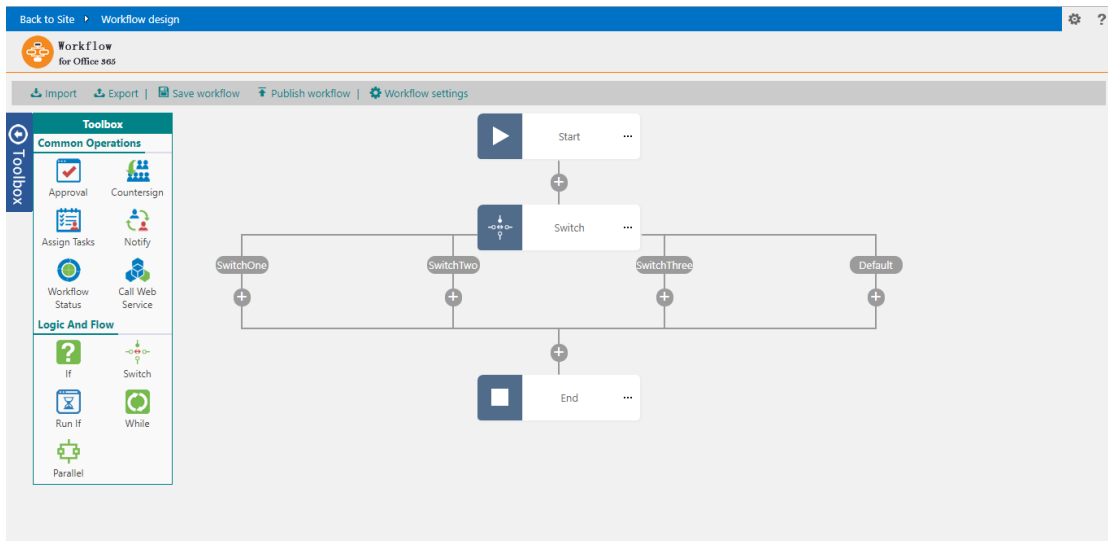 Back to Site ‣ Workflow design
?
Workflow
for Office 365
Import Export | Save workflow Publish workflow | Workflow settings
Toolbox
Toolbox
Common Operations
Approval Countersign
Assign Tasks Notify
Workflow Status
Call Web Service
Logic And Flow
If Switch
Run If While
Parallel
Start ...
Switch ...
SwitchOne SwitchTwo SwitchThree Default
End ...